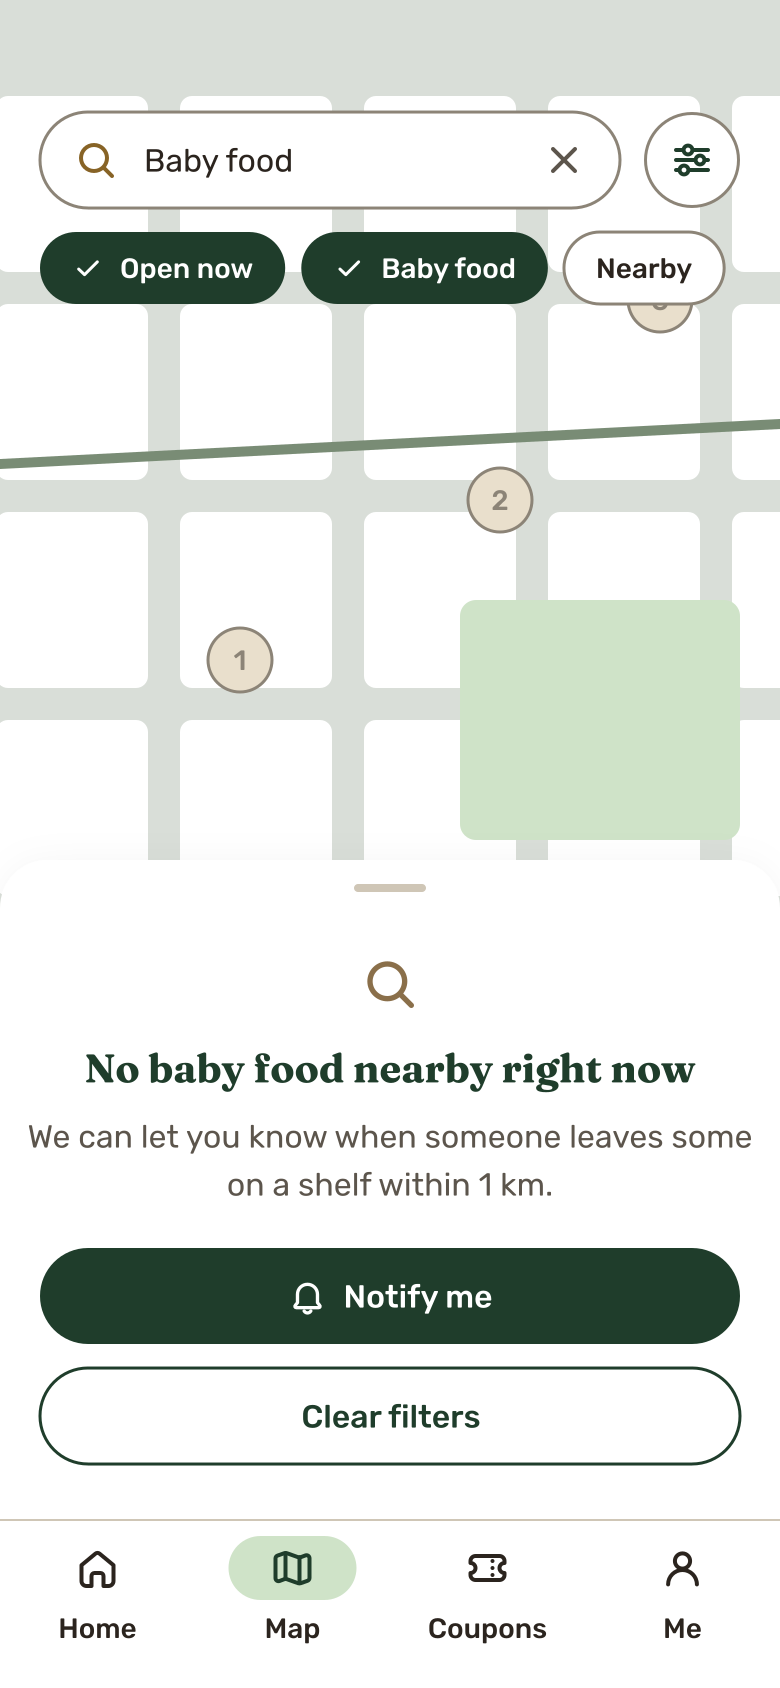 Baby food
Open now
Baby food
Nearby
2
1
No baby food nearby right now
We can let you know when someone leaves some
on a shelf within 1 km.
Notify me
Clear filters
Home
Map
Coupons
Me